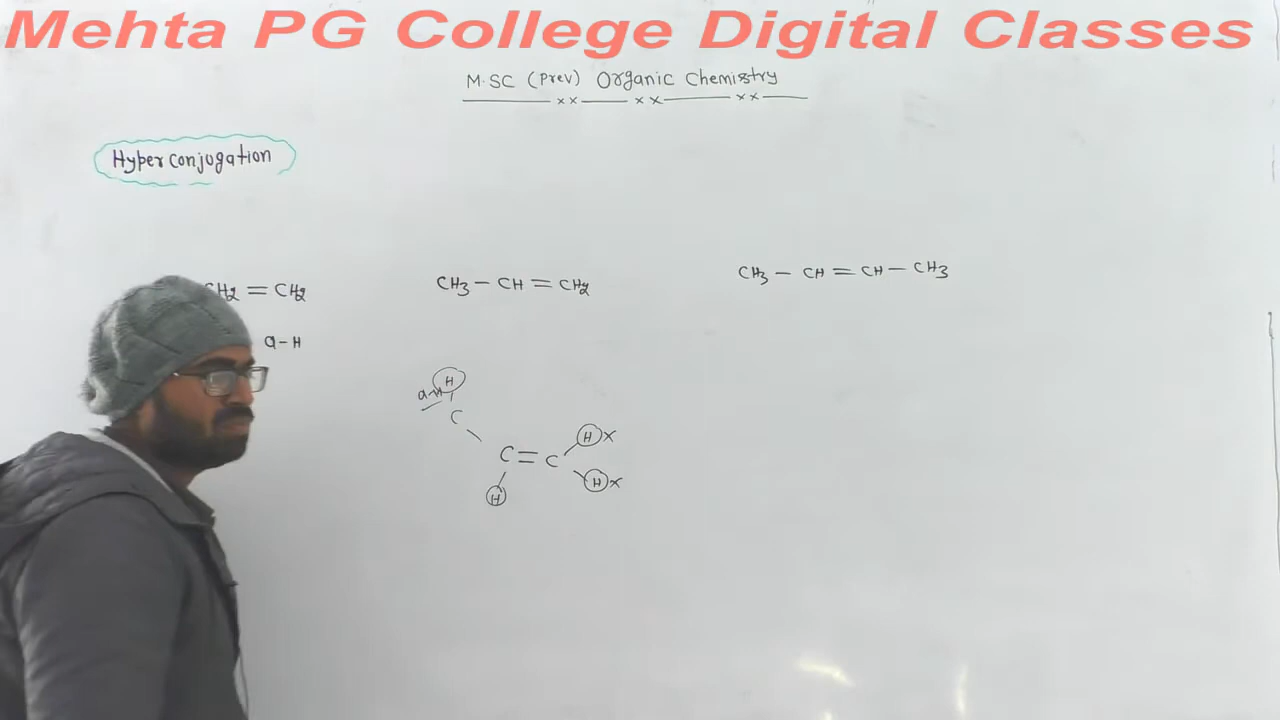 Mehta PG College Digital Classes
M.SC (Prev) Organic Chemistry
Hyperconjugation
CH2 = CH2
CH3 - CH = CH2
CH3 - CH = CH - CH3
α-H
H
α-H
C
C = C
H x
H x
H